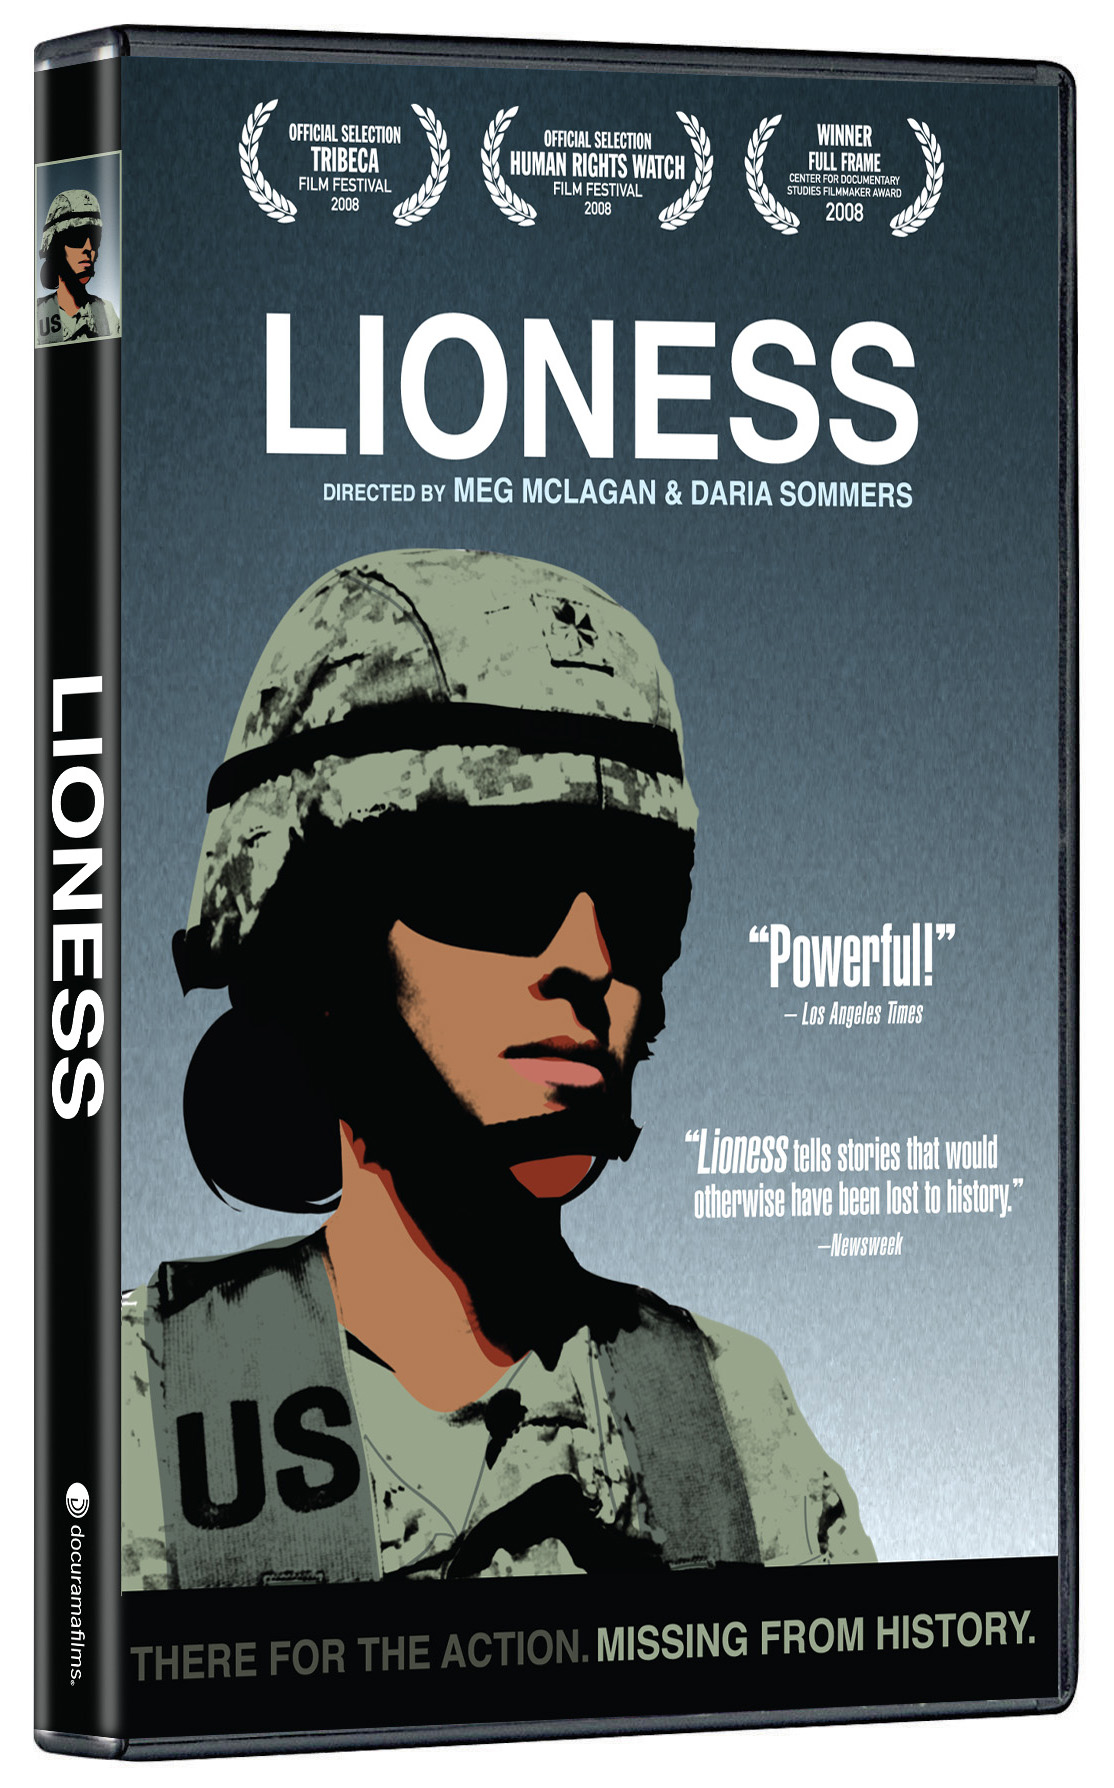 OFFICIAL SELECTION
TRIBECA
FILM FESTIVAL
2008
OFFICIAL SELECTION
HUMAN RIGHTS WATCH
FILM FESTIVAL
2008
WINNER
FULL FRAME
CENTER FOR DOCUMENTARY
STUDIES FILMMAKER AWARD
2008
LIONESS
DIRECTED BY MEG MCLAGAN & DARIA SOMMERS
“Powerful!”
– Los Angeles Times
“Lioness tells stories that would
otherwise have been lost to history.”
–Newsweek
US
THERE FOR THE ACTION. MISSING FROM HISTORY.
US
LIONESS
docuramafilms®